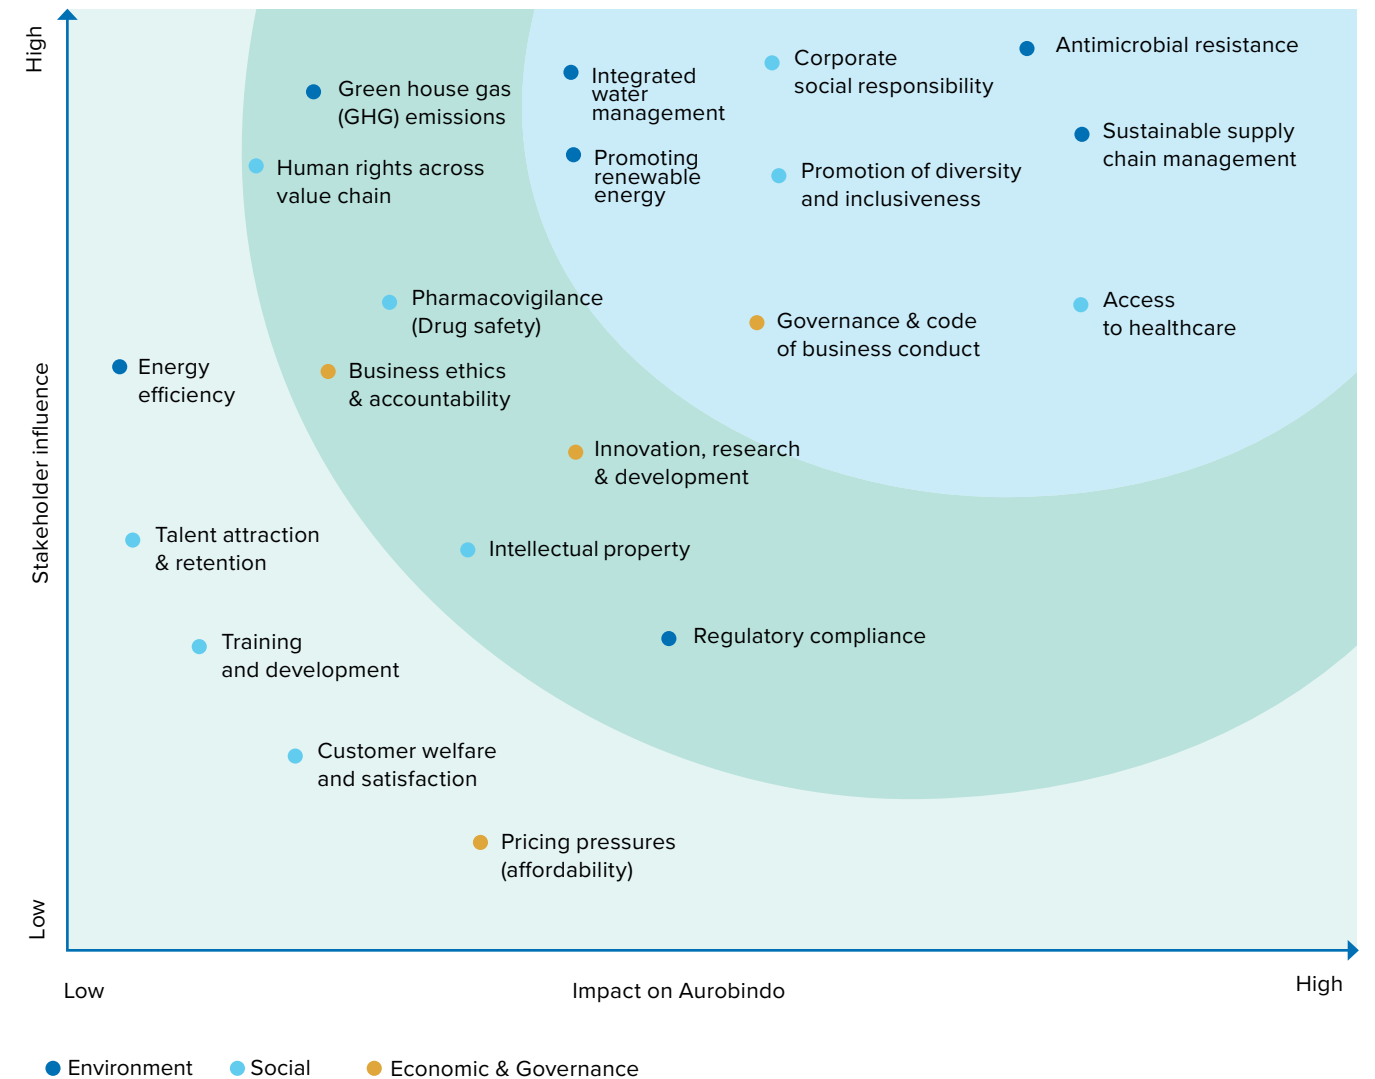 High
Stakeholder influence
Low
Antimicrobial resistance
Corporate
social responsibility
Integrated
water
management
Green house gas
(GHG) emissions
Sustainable supply
chain management
Promoting
renewable
energy
Promotion of diversity
and inclusiveness
Human rights across
value chain
Pharmacovigilance
(Drug safety)
Access
to healthcare
Governance & code
of business conduct
Energy
efficiency
Business ethics
& accountability
Innovation, research
& development
Talent attraction
& retention
Intellectual property
Regulatory compliance
Training
and development
Customer welfare
and satisfaction
Pricing pressures
(affordability)
Low
Impact on Aurobindo
High
Environment
Social
Economic & Governance